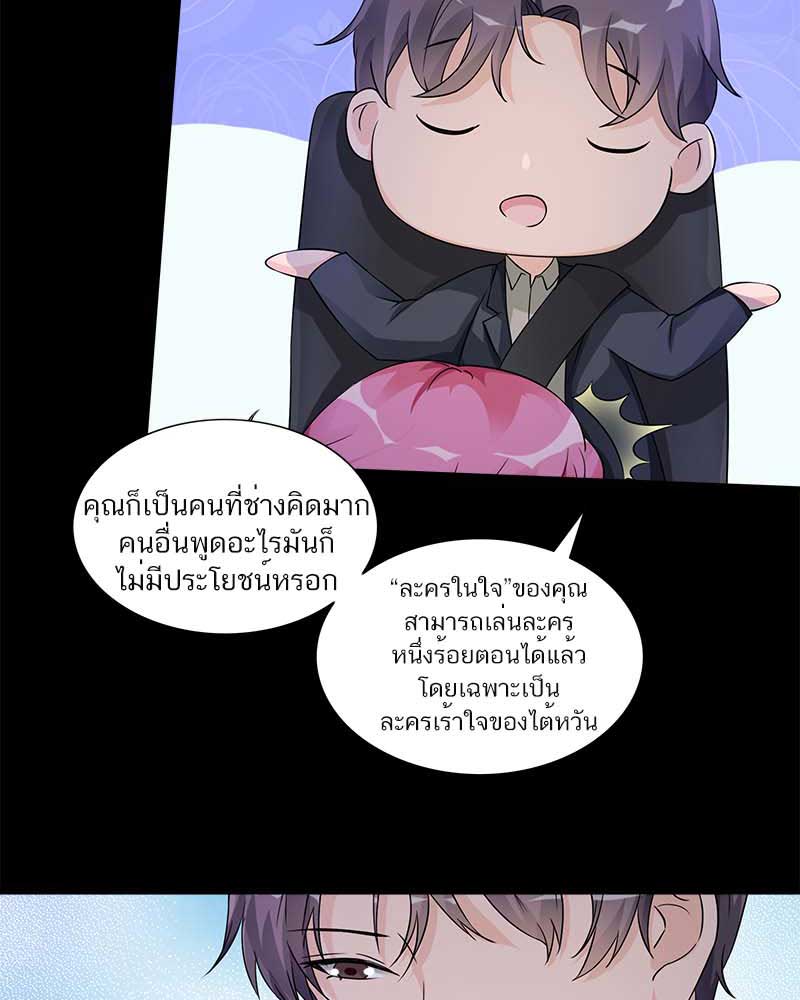 คุณก็เป็นคนที่ช่างคิดมาก
คนอื่นพูดอะไรมันก็
ไม่มีประโยชน์หรอก
“ละครในใจ”ของคุณ
สามารถเล่นละคร
หนึ่งร้อยตอนได้แล้ว
โดยเฉพาะเป็น
ละครเร้าใจของไต้หวัน